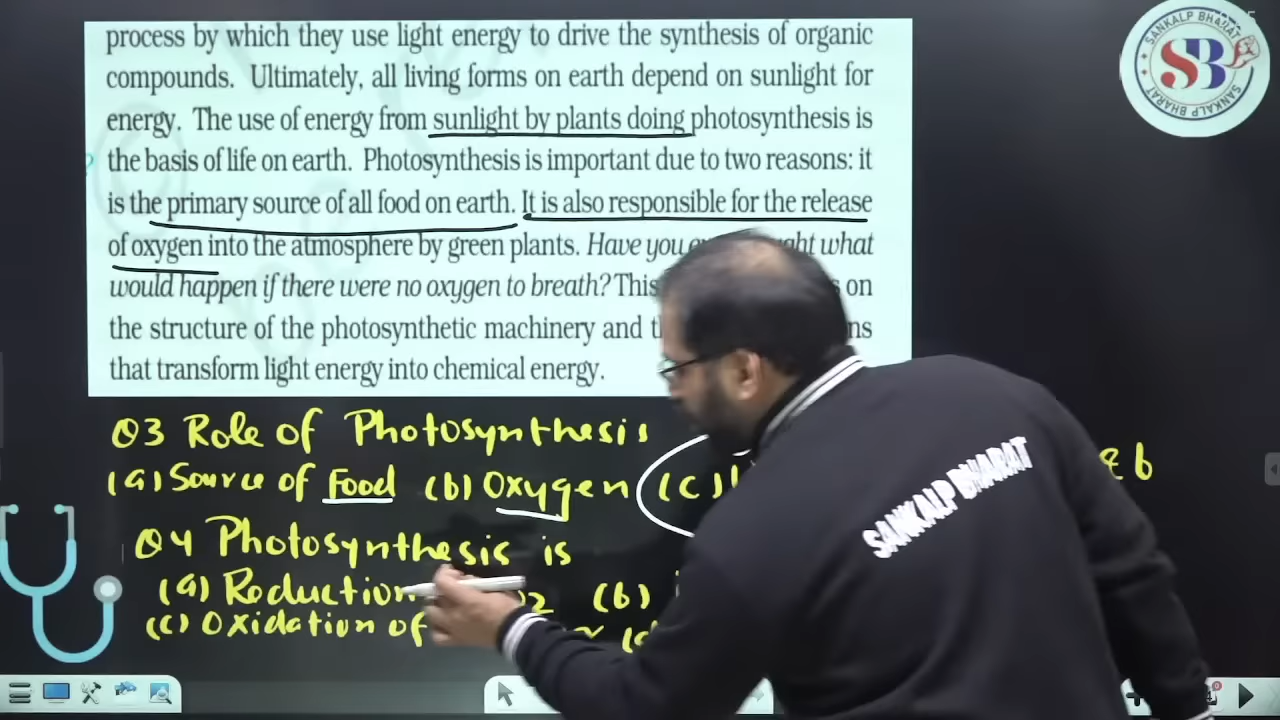 process by which they use light energy to drive the synthesis of organic
compounds. Ultimately, all living forms on earth depend on sunlight for
energy. The use of energy from sunlight by plants doing photosynthesis is
the basis of life on earth. Photosynthesis is important due to two reasons: it
is the primary source of all food on earth. It is also responsible for the release
of oxygen into the atmosphere by green plants. Have you what
would happen if there were no oxygen to breath? This on
the structure of the photosynthetic machinery and
that transform light energy into chemical energy.
Q3 Role of Photosynthesis
(a) Source of Food (b) Oxygen (c) & b
Q4 Photosynthesis is
(a) Reduction (b)
(c) Oxidation of
SANKALP BHARAT
SB
SANKALP BHARAT
SANKALP BHARAT